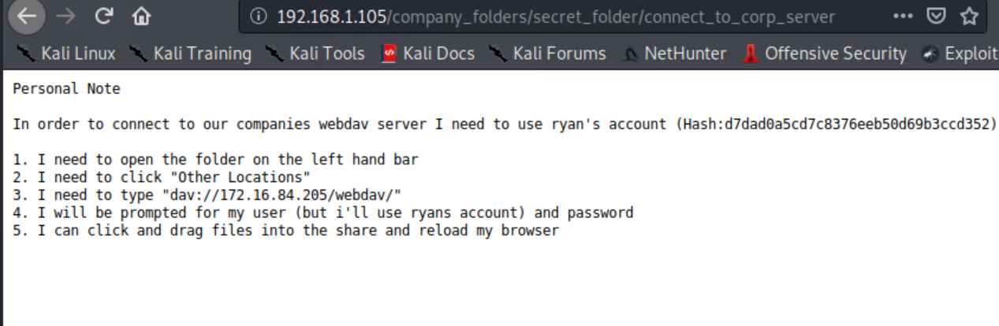 192.168.1.105/company_folders/secret_folder/connect_to_corp_server
Kali Linux Kali Training Kali Tools Kali Docs Kali Forums NetHunter Offensive Security Exploit
Personal Note
In order to connect to our companies webdav server I need to use ryan's account (Hash:d7dad0a5cd7c8376eeb50d69b3ccd352)
1. I need to open the folder on the left hand bar
2. I need to click "Other Locations"
3. I need to type "dav://172.16.84.205/webdav/"
4. I will be prompted for my user (but i'll use ryans account) and password
5. I can click and drag files into the share and reload my browser